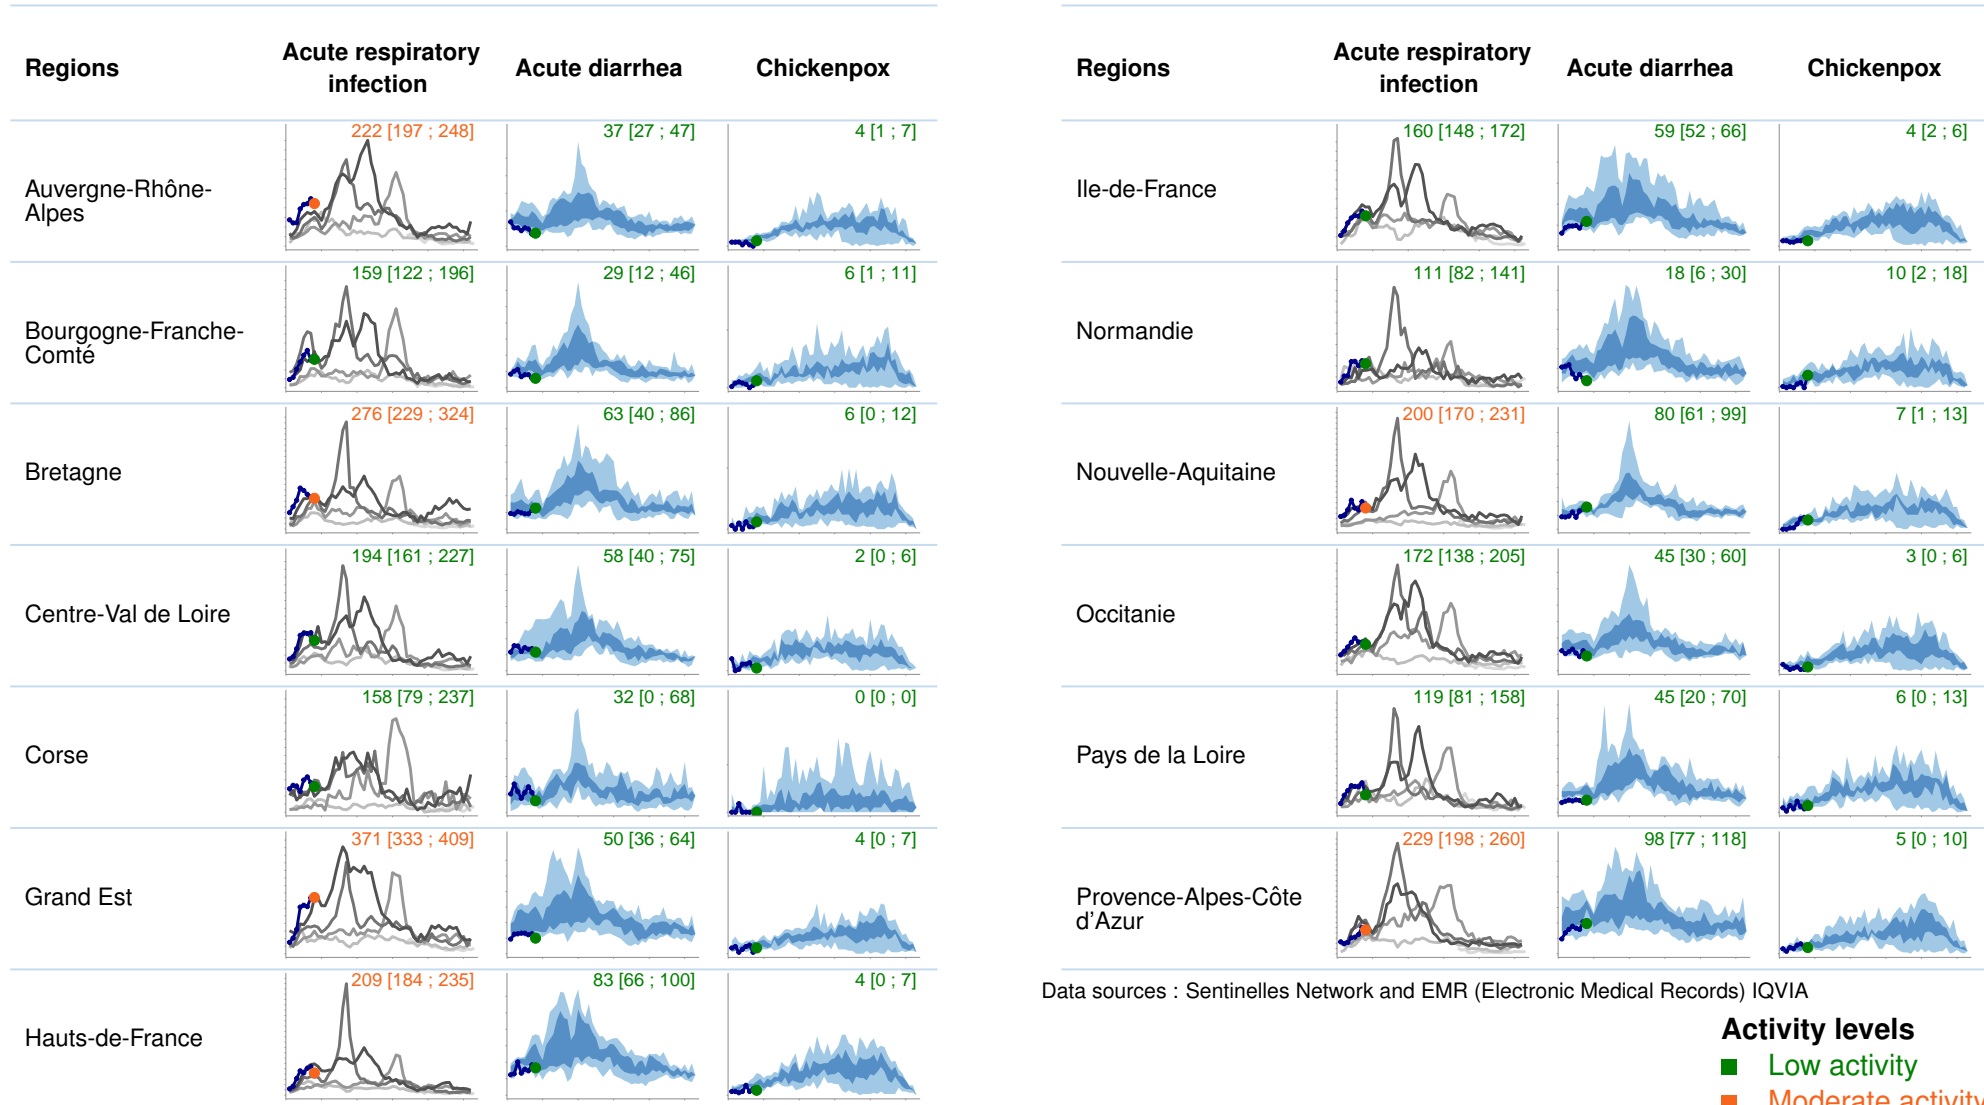 Regions
Acute respiratory
infection
Acute diarrhea
Chickenpox
Auvergne-Rhône-
Alpes
222 [197 ; 248]
37 [27 ; 47]
4 [1 ; 7]
Bourgogne-Franche-
Comté
159 [122 ; 196]
29 [12 ; 46]
6 [1 ; 11]
Bretagne
276 [229 ; 324]
63 [40 ; 86]
6 [0 ; 12]
Centre-Val de Loire
194 [161 ; 227]
58 [40 ; 75]
2 [0 ; 6]
Corse
158 [79 ; 237]
32 [0 ; 68]
0 [0 ; 0]
Grand Est
371 [333 ; 409]
50 [36 ; 64]
4 [0 ; 7]
Hauts-de-France
209 [184 ; 235]
83 [66 ; 100]
4 [0 ; 7]
Regions
Acute respiratory
infection
Acute diarrhea
Chickenpox
Ile-de-France
160 [148 ; 172]
59 [52 ; 66]
4 [2 ; 6]
Normandie
111 [82 ; 141]
18 [6 ; 30]
10 [2 ; 18]
Nouvelle-Aquitaine
200 [170 ; 231]
80 [61 ; 99]
7 [1 ; 13]
Occitanie
172 [138 ; 205]
45 [30 ; 60]
3 [0 ; 6]
Pays de la Loire
119 [81 ; 158]
45 [20 ; 70]
6 [0 ; 13]
Provence-Alpes-Côte
d'Azur
229 [198 ; 260]
98 [77 ; 118]
5 [0 ; 10]
Data sources : Sentinelles Network and EMR (Electronic Medical Records) IQVIA
Activity levels
Low activity
Moderate activity